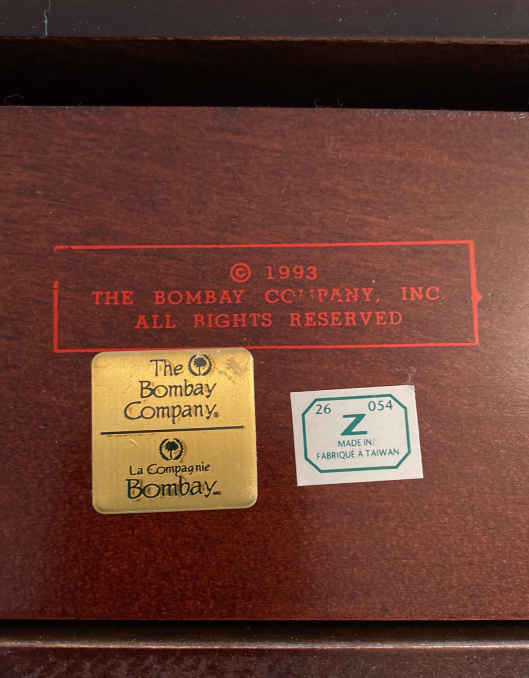 © 1993
THE BOMBAY COMPANY, INC
ALL RIGHTS RESERVED
The
Bombay
Company®
La Compagnie
Bombay
26 054
Z
MADE IN/
FABRIQUÉ A TAIWAN